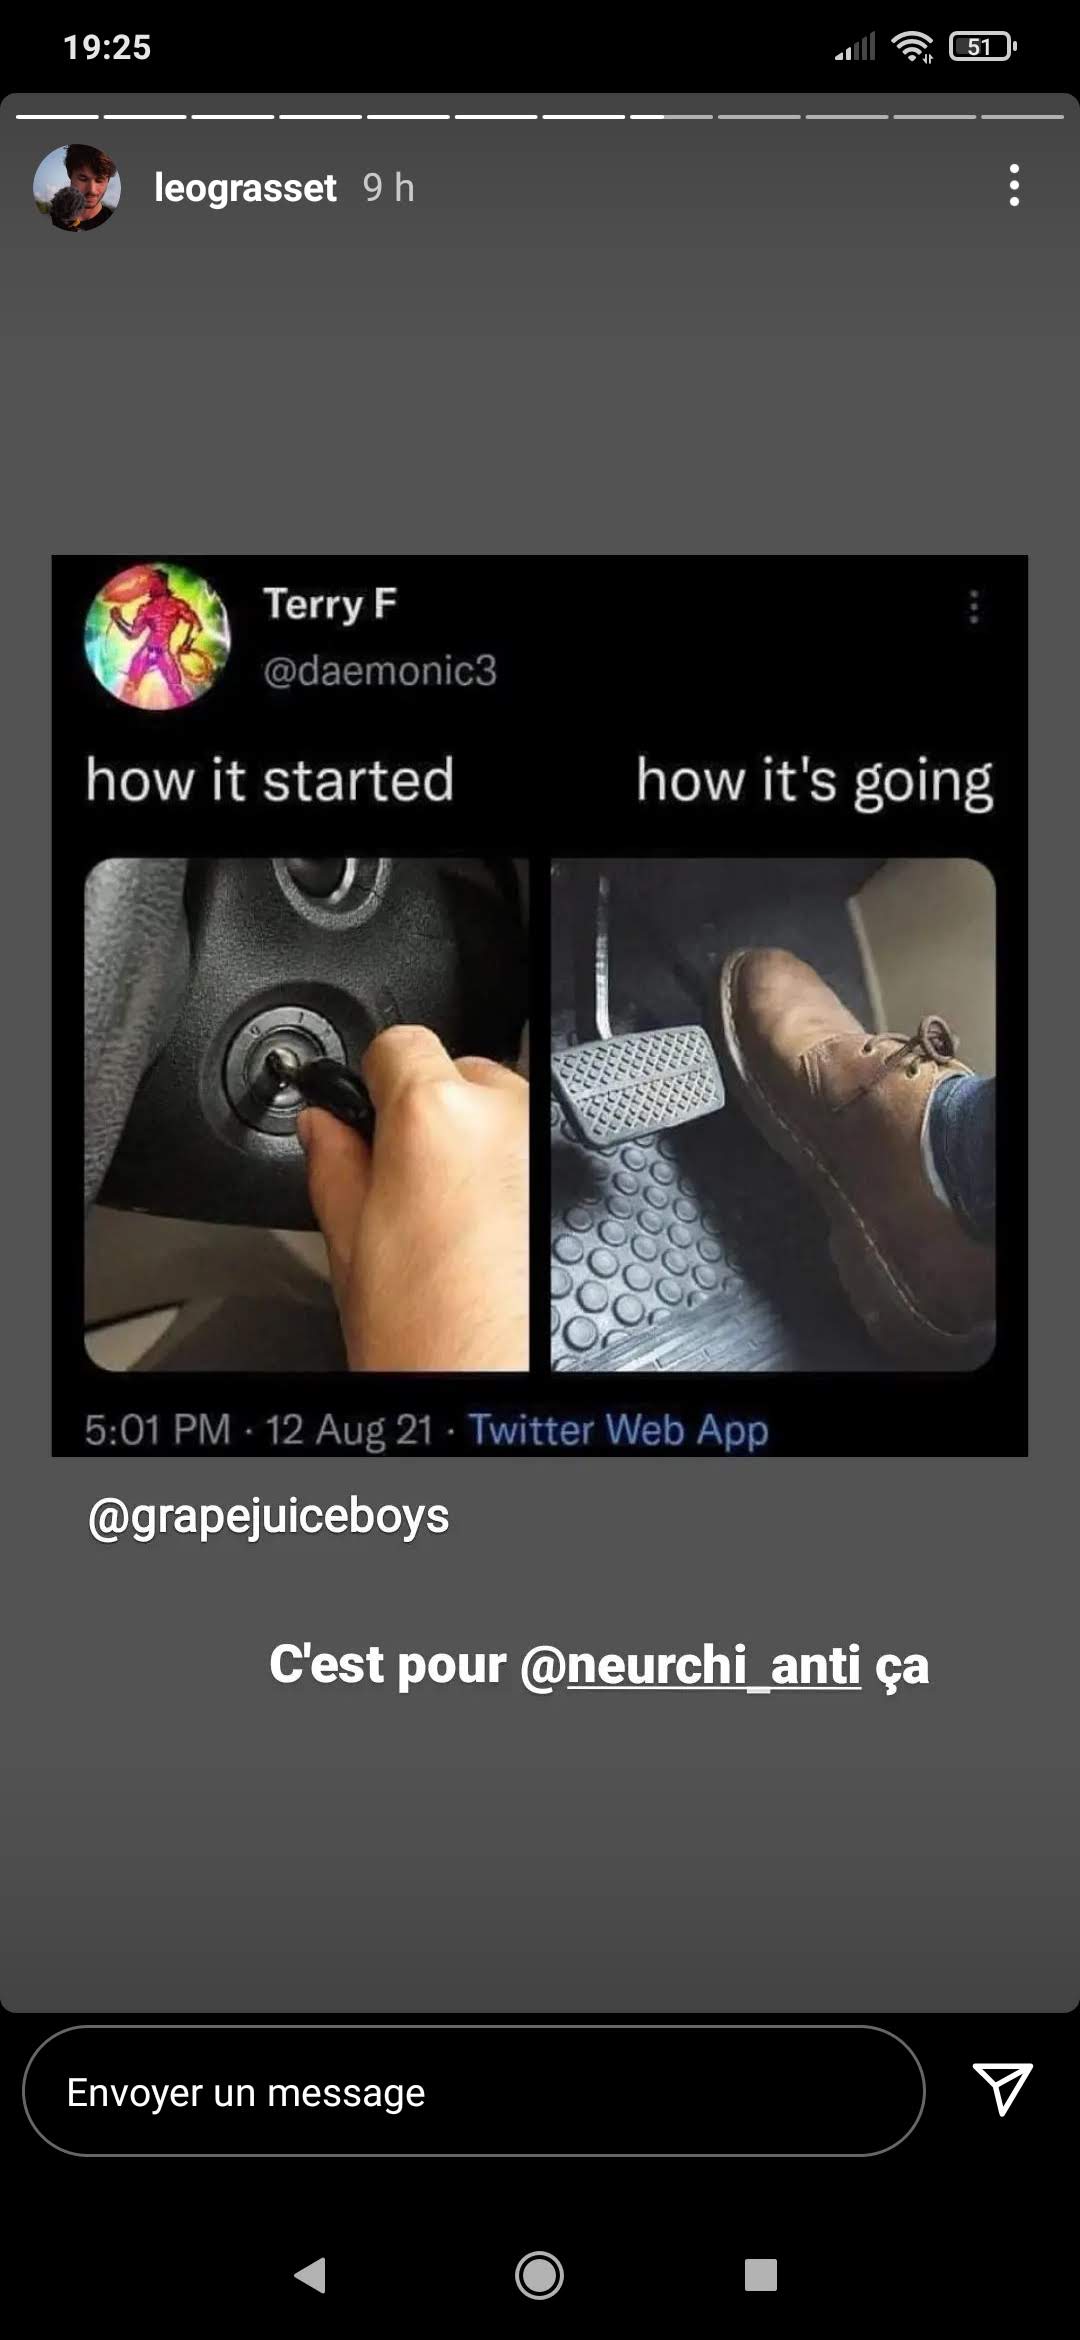 19:25
51
leograsset 9 h
Terry F
@daemonic3
how it started how it's going
5:01 PM · 12 Aug 21 · Twitter Web App
@grapejuiceboys
C'est pour @neurchi_anti ça
Envoyer un message